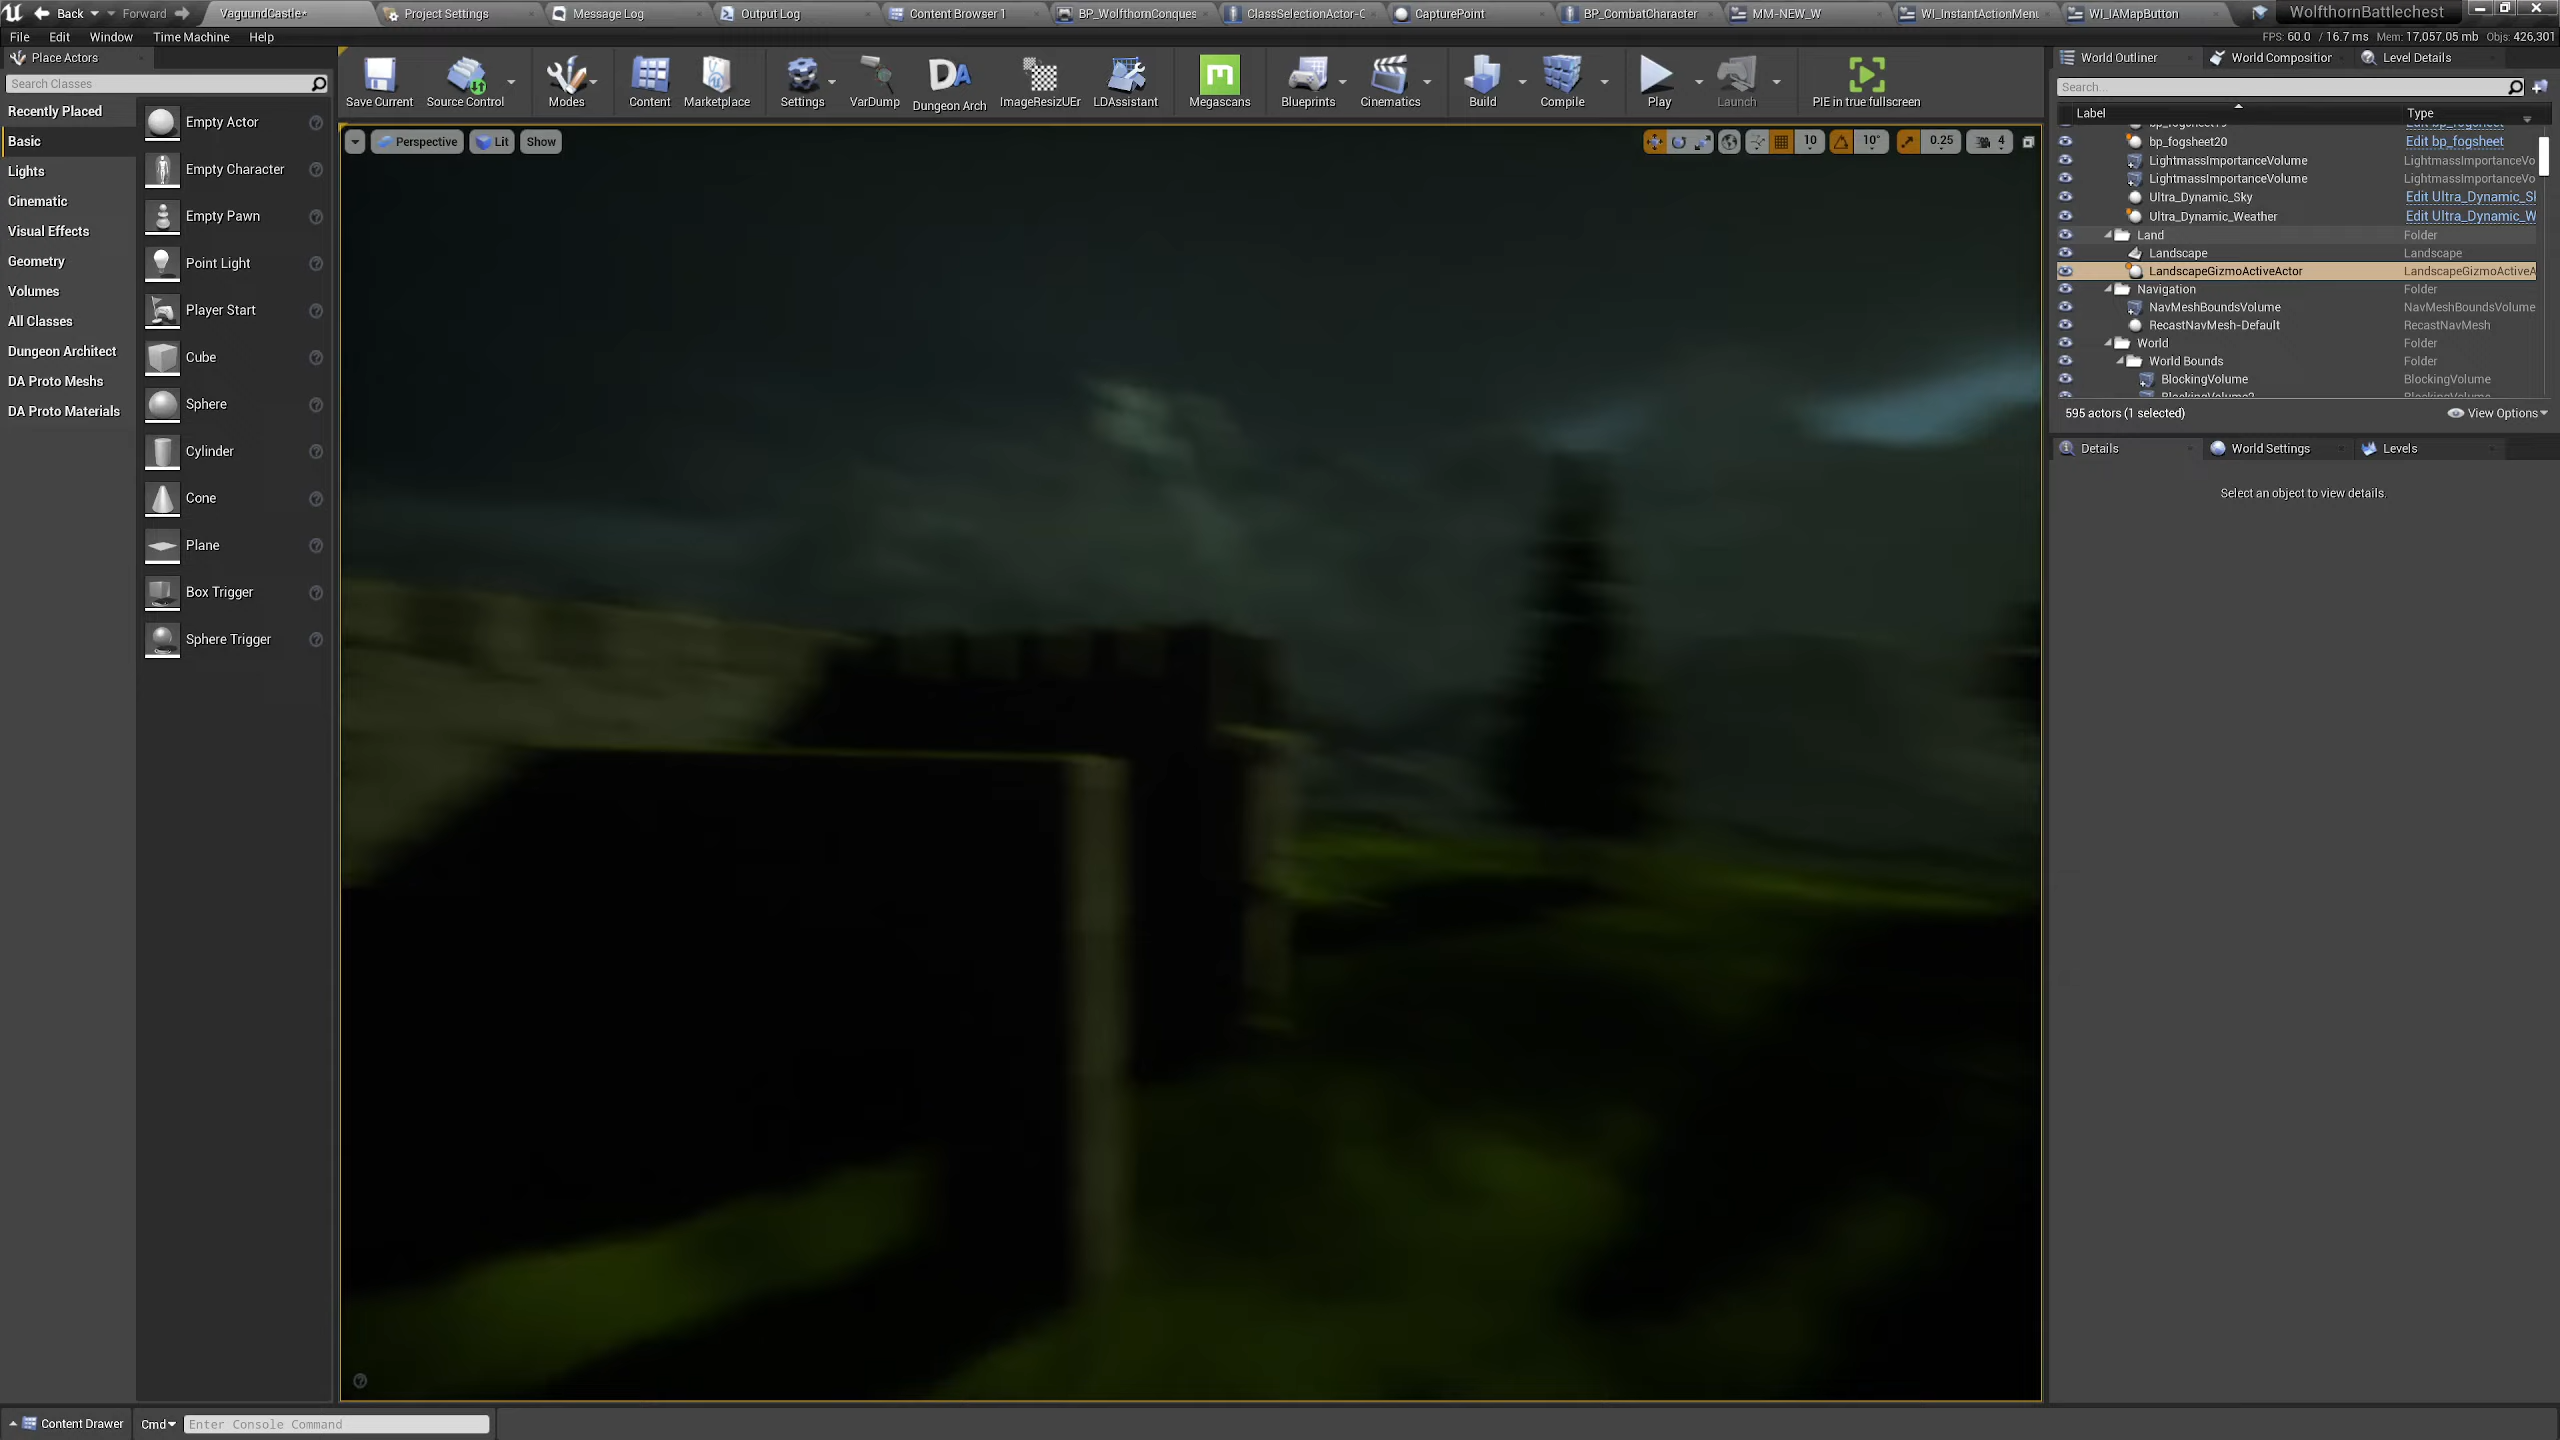 Back
Forward
VaguundCastle*
Project Settings
Message Log
Output Log
Content Browser 1
BP_WolfthornConques
ClassSelectionActor-C
CapturePoint
BP_CombatCharacter
MM-NEW_W
WI_InstantActionMenu
WI_IAMapButton
WolfthornBattlechest
File
Edit
Window
Time Machine
Help
FPS: 60.0 / 16.7 ms
Mem: 17,057.05 mb
Objs: 426,301
Place Actors
Search Classes
Recently Placed
Basic
Lights
Cinematic
Visual Effects
Geometry
Volumes
All Classes
Dungeon Architect
DA Proto Meshs
DA Proto Materials
Empty Actor
Empty Character
Empty Pawn
Point Light
Player Start
Cube
Sphere
Cylinder
Cone
Plane
Box Trigger
Sphere Trigger
Save Current
Source Control
Modes
Content
Marketplace
Settings
VarDump
DA
Dungeon Arch
ImageResizUEr
LDAssistant
Megascans
Blueprints
Cinematics
Build
Compile
Play
Launch
PIE in true fullscreen
Perspective
Lit
Show
10
10°
0.25
4
World Outliner
World Composition
Level Details
Search...
Label
Type
bp_fogsheet19
Edit bp_fogsheet
bp_fogsheet20
Edit bp_fogsheet
LightmassImportanceVolume
LightmassImportanceVo
LightmassImportanceVolume
LightmassImportanceVo
Ultra_Dynamic_Sky
Edit Ultra_Dynamic_Sl
Ultra_Dynamic_Weather
Edit Ultra_Dynamic_W
Land
Folder
Landscape
Landscape
LandscapeGizmoActiveActor
LandscapeGizmoActiveA
Navigation
Folder
NavMeshBoundsVolume
NavMeshBoundsVolume
RecastNavMesh-Default
RecastNavMesh
World
Folder
World Bounds
Folder
BlockingVolume
BlockingVolume
BlockingVolume2
BlockingVolume
595 actors (1 selected)
View Options
Details
World Settings
Levels
Select an object to view details.
Content Drawer
Cmd
Enter Console Command